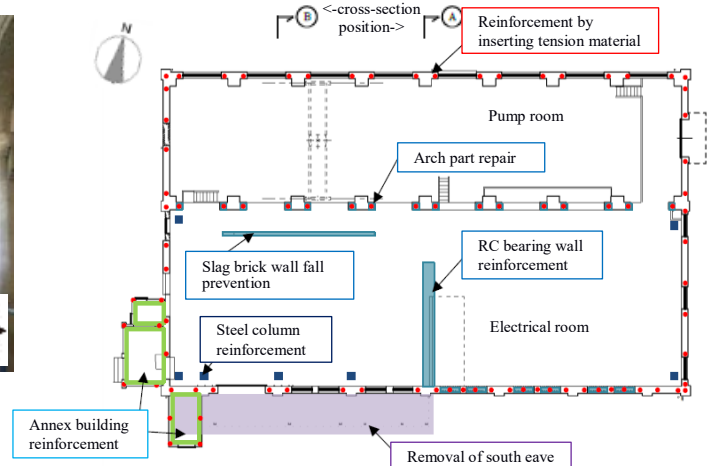 N
B
<-cross-section
position->
A
Reinforcement by
inserting tension material
Pump room
Arch part repair
Slag brick wall fall
prevention
RC bearing wall
reinforcement
Steel column
reinforcement
Electrical room
Annex building
reinforcement
Removal of south eave